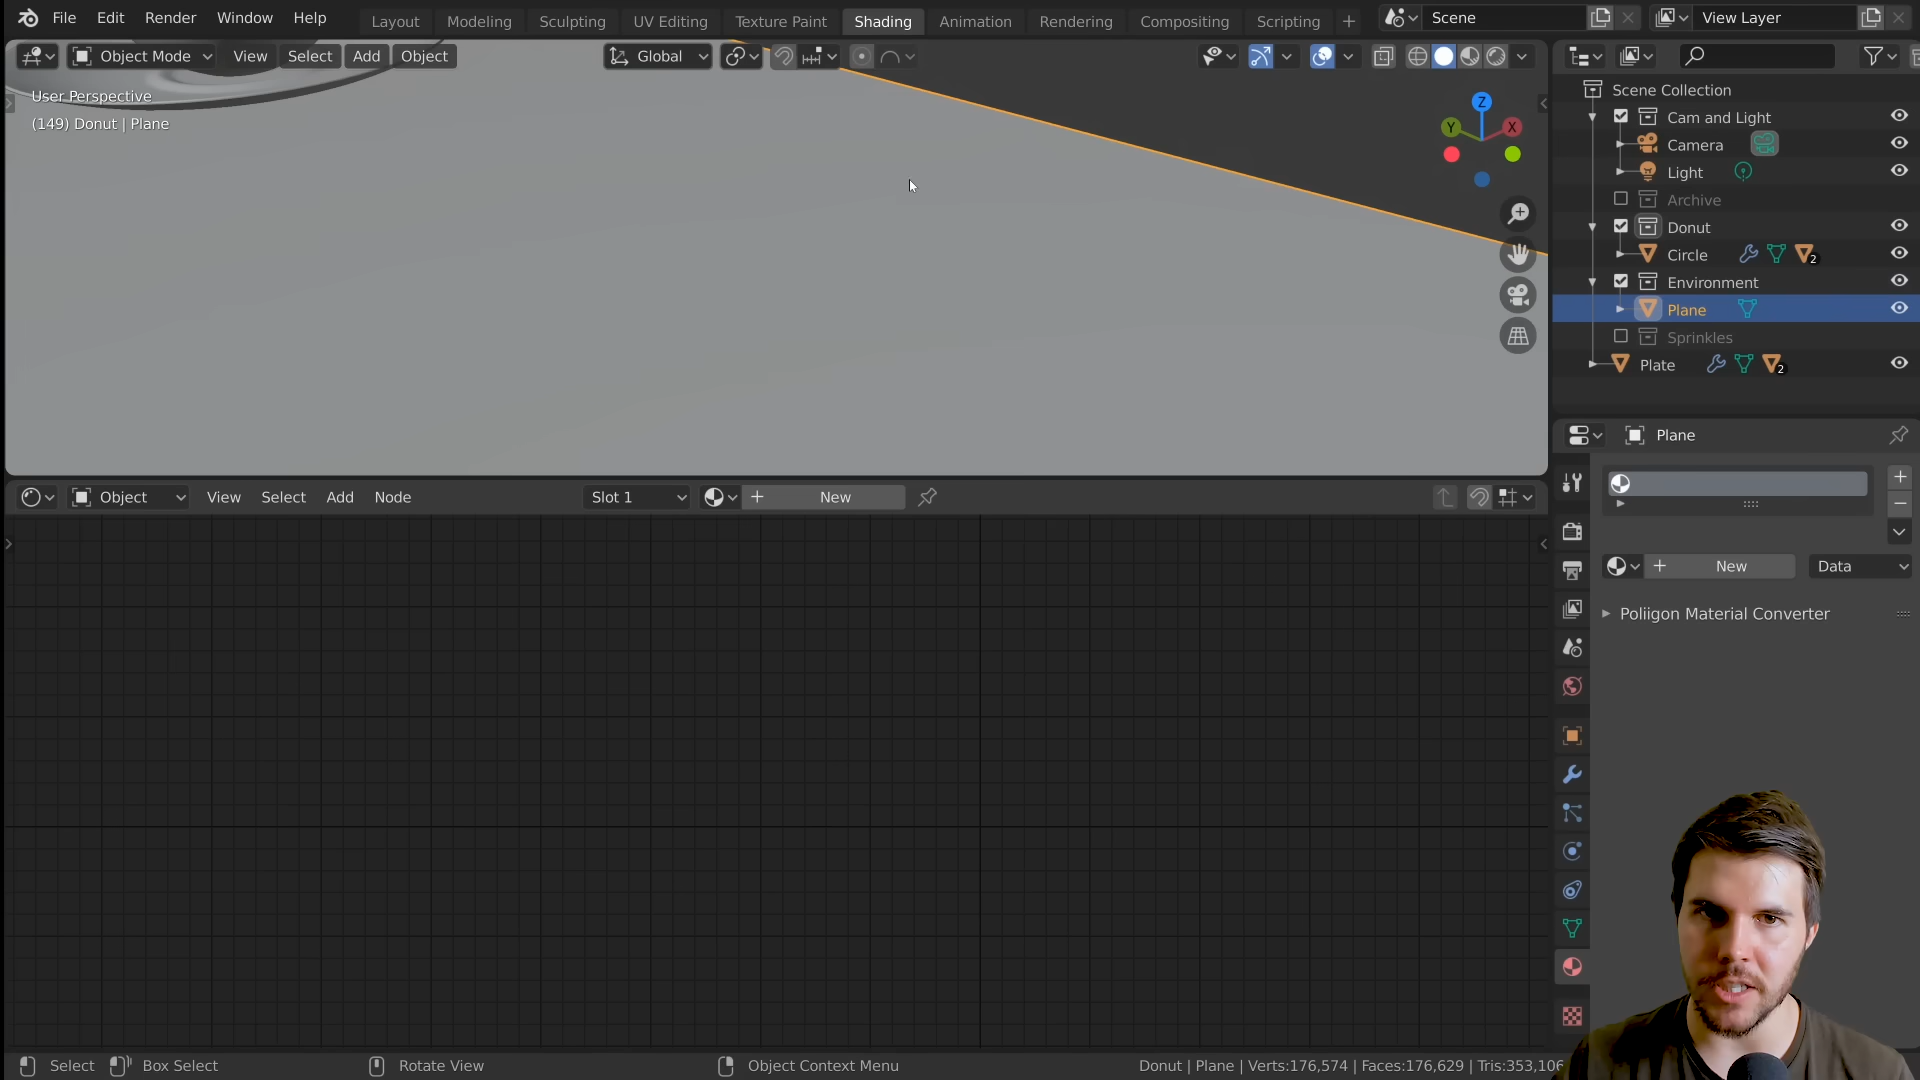 File Edit Render Window Help Layout Modeling Sculpting UV Editing Texture Paint Shading Animation Rendering Compositing Scripting + Scene View Layer
Object Mode View Select Add Object Global
User Perspective
(149) Donut | Plane
Z
Y X
Scene Collection
Cam and Light
Camera
Light
Archive
Donut
Circle 2
Environment
Plane
Sprinkles
Plate 2
Plane
Object View Select Add Node Slot 1 + New
+ New Data
Poliigon Material Converter
Select Box Select Rotate View Object Context Menu Donut | Plane | Verts:176,574 | Faces:176,629 | Tris:353,106